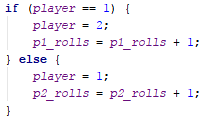 if (player == 1) {
    player = 2;
    p1_rolls = p1_rolls + 1;
} else {
    player = 1;
    p2_rolls = p2_rolls + 1;
}